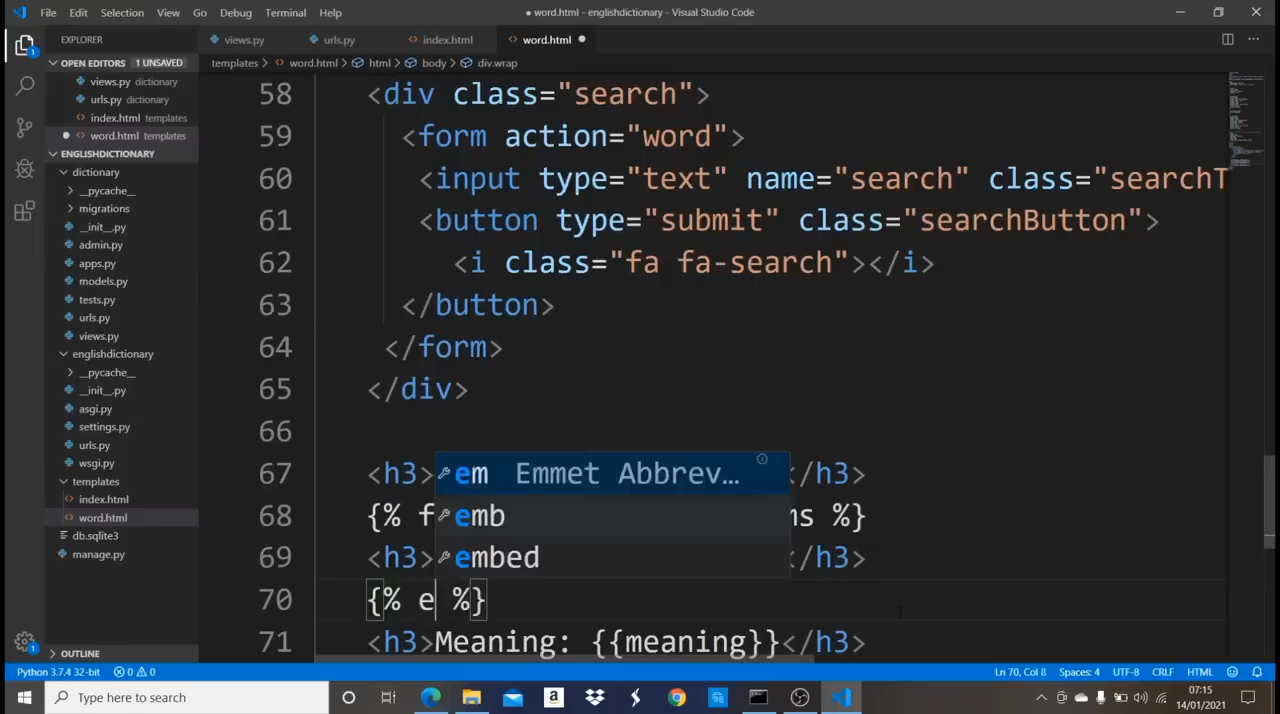 File Edit Selection View Go Debug Terminal Help
● word.html - englishdictionary - Visual Studio Code
EXPLORER
views.py urls.py <> index.html <> word.html ●
OPEN EDITORS 1 UNSAVED
templates > <> word.html > html > body > div.wrap
views.py dictionary
urls.py dictionary
<> index.html templates
● <> word.html templates
ENGLISHDICTIONARY
dictionary
__pycache__
migrations
__init__.py
admin.py
apps.py
models.py
tests.py
urls.py
views.py
englishdictionary
__pycache__
__init__.py
asgi.py
settings.py
urls.py
wsgi.py
templates
<> index.html
<> word.html
db.sqlite3
manage.py
OUTLINE
58 <div class="search">
59 <form action="word">
60 <input type="text" name="search" class="searchT
61 <button type="submit" class="searchButton">
62 <i class="fa fa-search"></i>
63 </button>
64 </form>
65 </div>
66
67 <h3> </h3>
em Emmet Abbrev...
68 {% f ms %}
emb
69 <h3> </h3>
embed
70 {% e %}
71 <h3>Meaning: {{meaning}}</h3>
1
1
Python 3.7.4 32-bit 0 0 Ln 70, Col 8 Spaces: 4 UTF-8 CRLF HTML
Type here to search
07:15
14/01/2021